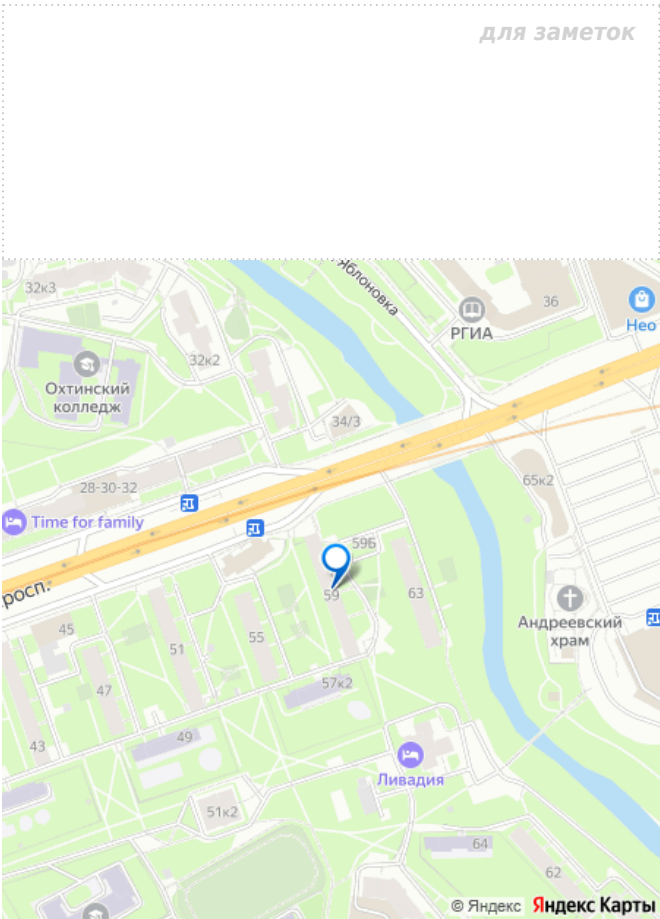 для заметок
Яблоновка
32к3
36
РГИА
Нео
32к2
Охтинский
колледж
34/3
28-30-32
65к2
Time for family
59Б
росп.
59
63
Андреевский
храм
45
55
51
47
57к2
43
49
Ливадия
51к2
64
62
© Яндекс Яндекс Карты